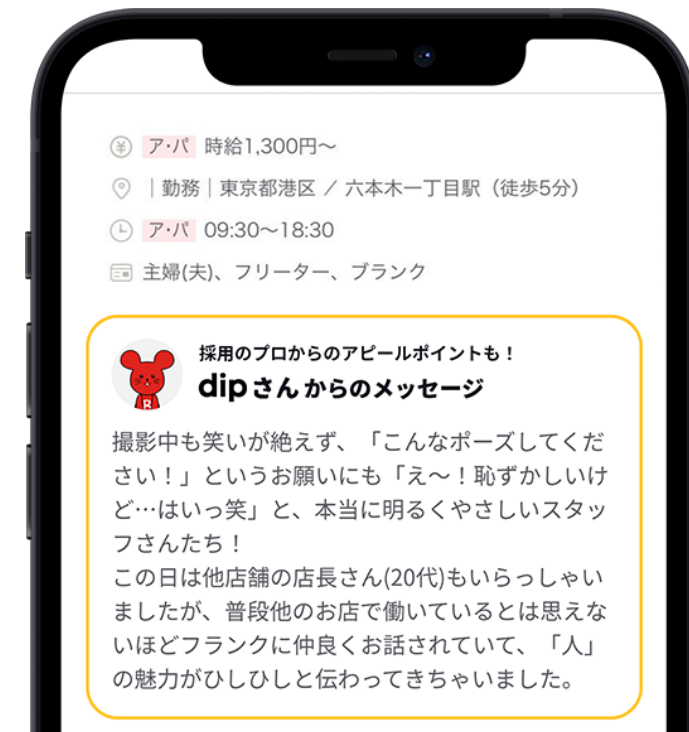 ア・パ 時給1,300円〜
｜勤務｜東京都港区 / 六本木一丁目駅（徒歩5分）
ア・パ 09:30〜18:30
主婦(夫)、フリーター、ブランク
採用のプロからのアピールポイントも！
dipさんからのメッセージ
撮影中も笑いが絶えず、「こんなポーズしてくだ
さい！」というお願いにも「え〜！恥ずかしいけ
ど…はいっ笑」と、本当に明るくやさしいスタッ
フさんたち！
この日は他店舗の店長さん(20代)もいらっしゃい
ましたが、普段他のお店で働いているとは思えな
いほどフランクに仲良くお話されていて、「人」
の魅力がひしひしと伝わってきちゃいました。
B